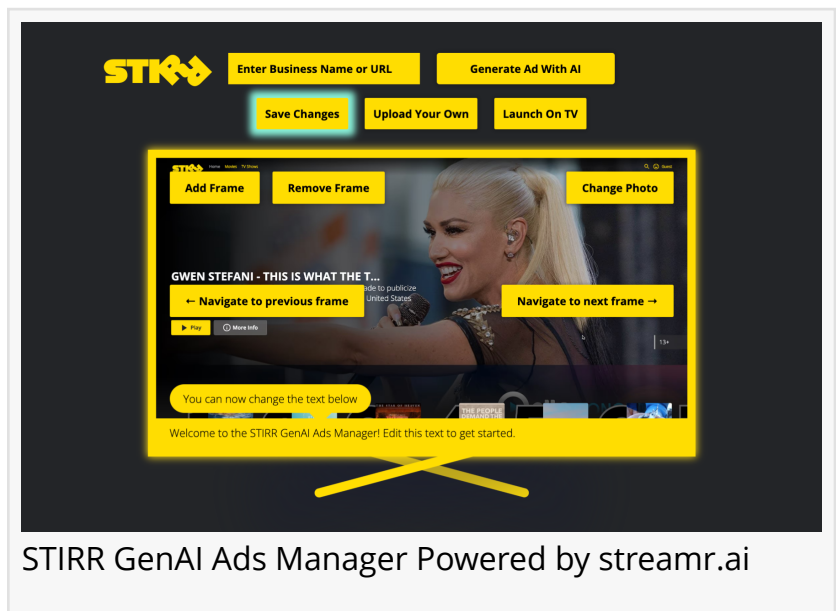 STIRR
Enter Business Name or URL
Generate Ad With AI
Save Changes
Upload Your Own
Launch On TV
STIRR Home Movies TV Shows
Guest
Add Frame
Remove Frame
Change Photo
GWEN STEFANI - THIS IS WHAT THE T...
ade to publicize
United States
← Navigate to previous frame
Navigate to next frame →
Play
More Info
13+
You can now change the text below
THE PEOPLE
DEMAND THE
Welcome to the STIRR GenAI Ads Manager! Edit this text to get started.
STIRR GenAI Ads Manager Powered by streamr.ai